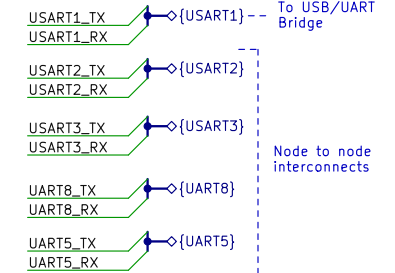 USART1_TX
USART1_RX
{USART1}
To USB/UART
Bridge
USART2_TX
USART2_RX
{USART2}
USART3_TX
USART3_RX
{USART3}
Node to node
interconnects
UART8_TX
UART8_RX
{UART8}
UART5_TX
UART5_RX
{UART5}